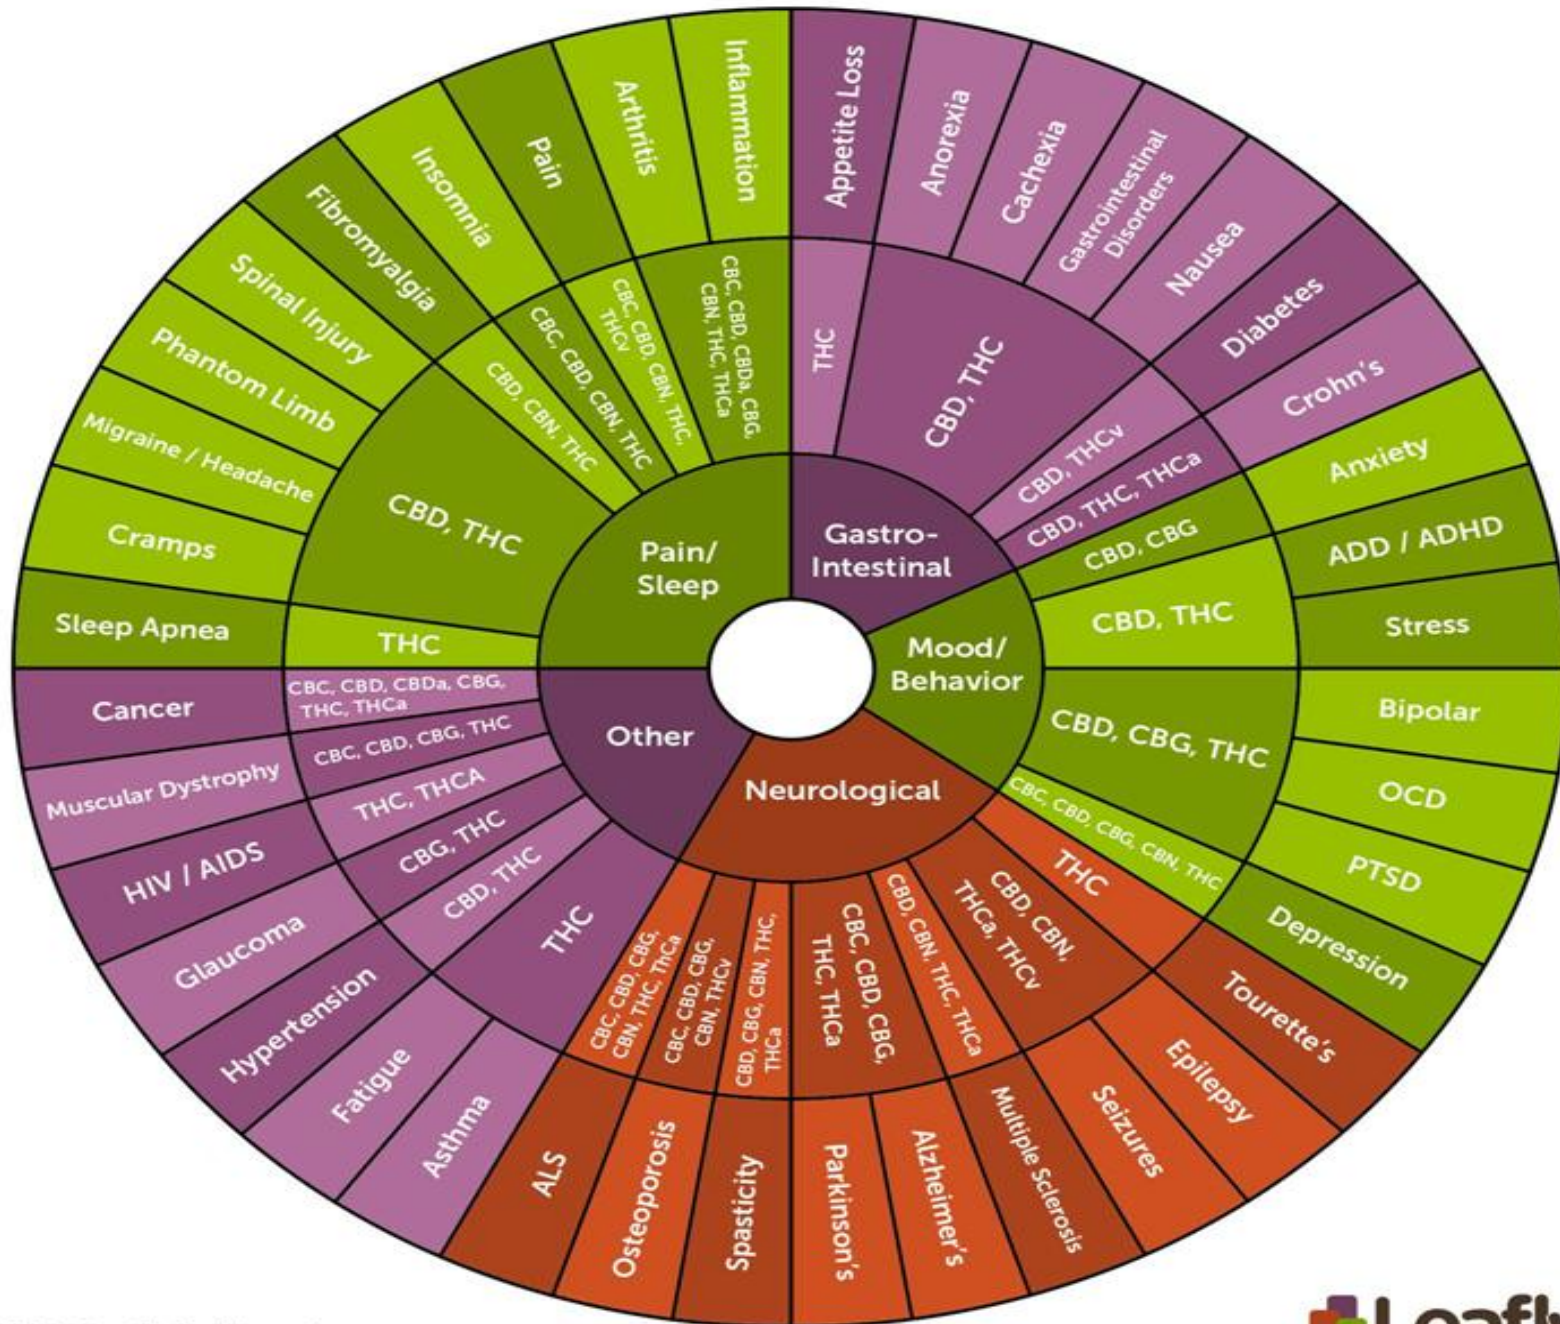 Inflammation
Arthritis
Pain
Insomnia
Fibromyalgia
Spinal Injury
Phantom Limb
Migraine / Headache
Cramps
Sleep Apnea
CBC, CBD, CBDa, CBG,
CBN, THC, THCa
CBC, CBD, CBN, THC,
THCv
CBC, CBD, CBN, THC
CBD, CBN, THC
CBD, THC
THC
Pain/
Sleep
Appetite Loss
Anorexia
Cachexia
Gastrointestinal
Disorders
Nausea
Diabetes
Crohn's
THC
CBD, THC
CBD, THCv
CBD, THC, THCa
Gastro-
Intestinal
Anxiety
ADD / ADHD
Stress
Bipolar
OCD
PTSD
Depression
CBD, CBG
CBD, THC
CBD, CBG, THC
CBC, CBD, CBG, CBN, THC
Mood/
Behavior
Tourette's
Epilepsy
Seizures
Multiple Sclerosis
Alzheimer's
Parkinson's
Spasticity
Osteoporosis
ALS
THC
CBD, CBN,
THCa, THCv
CBD, CBN, THC, THCa
CBC, CBD, CBG,
THC, THCa
CBD, CBG, CBN, THC,
THCa
CBC, CBD, CBG,
CBN, THCv
CBC, CBD, CBG,
CBN, THC, ThCa
Neurological
Asthma
Fatigue
Hypertension
Glaucoma
HIV / AIDS
Muscular Dystrophy
Cancer
THC
CBD, THC
CBG, THC
THC, THCA
CBC, CBD, CBG, THC
CBC, CBD, CBDa, CBG,
THC, THCa
Other